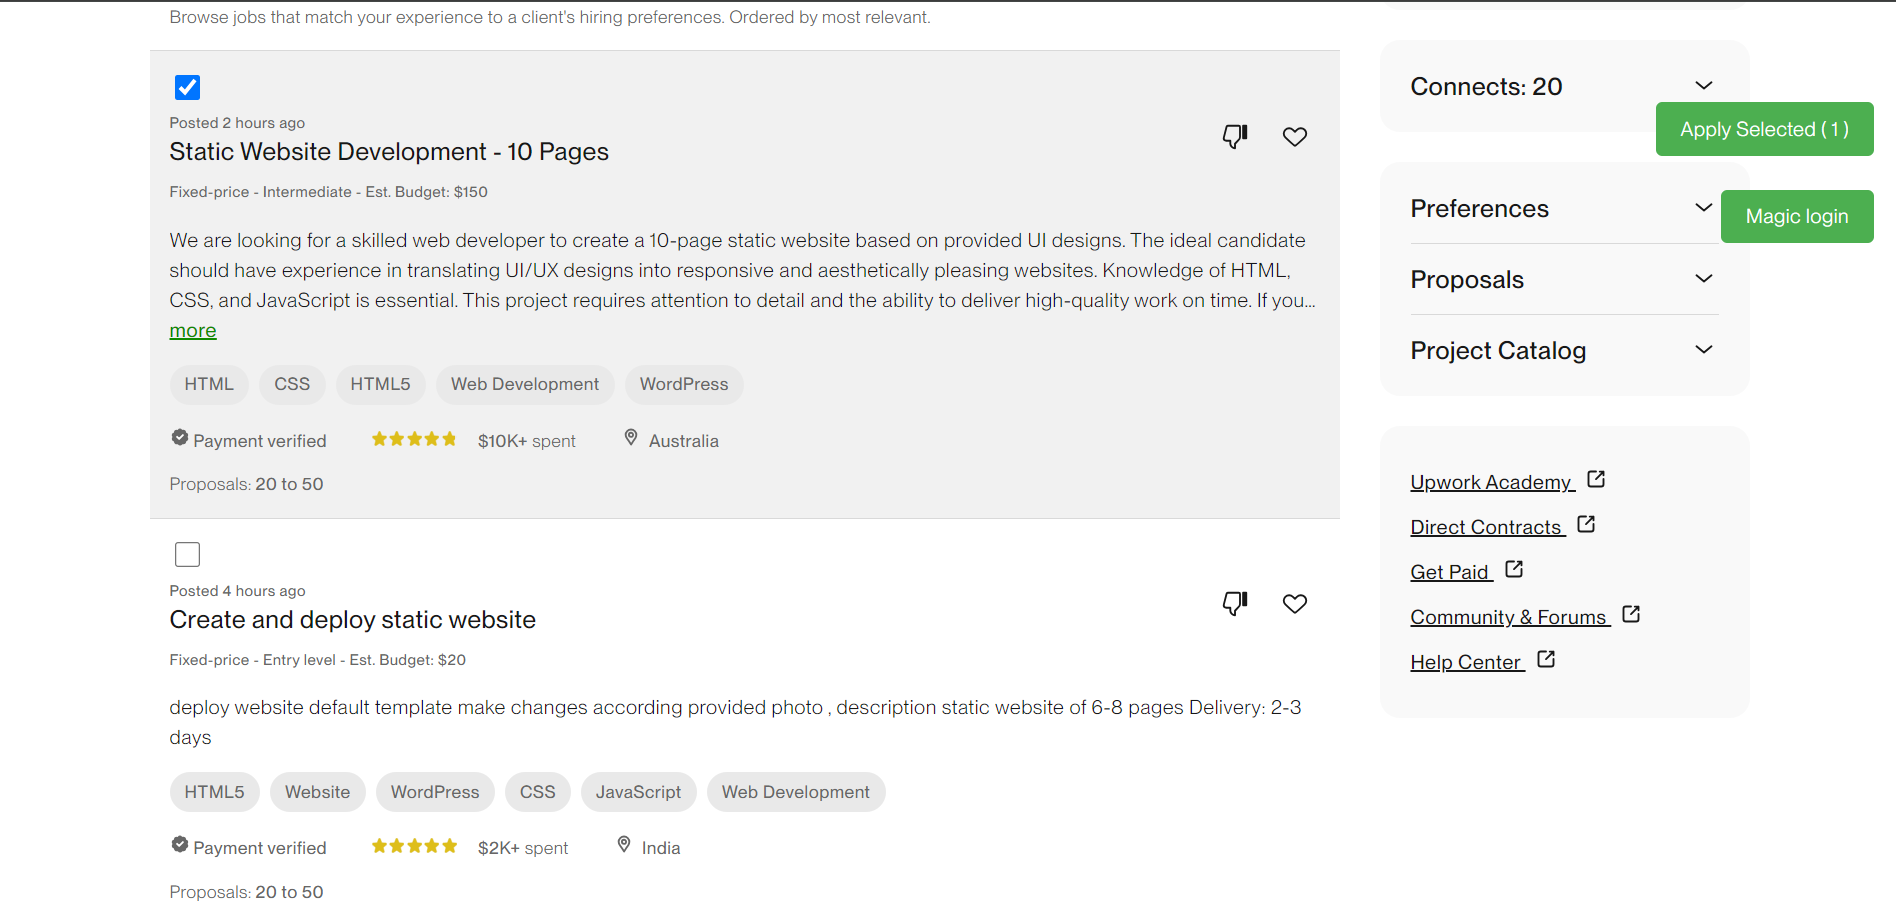 Browse jobs that match your experience to a client's hiring preferences. Ordered by most relevant.
Posted 2 hours ago
Static Website Development - 10 Pages
Fixed-price - Intermediate - Est. Budget: $150
We are looking for a skilled web developer to create a 10-page static website based on provided UI designs. The ideal candidate
should have experience in translating UI/UX designs into responsive and aesthetically pleasing websites. Knowledge of HTML,
CSS, and JavaScript is essential. This project requires attention to detail and the ability to deliver high-quality work on time. If you...
more
HTML CSS HTML5 Web Development WordPress
Payment verified $10K+ spent Australia
Proposals: 20 to 50
Posted 4 hours ago
Create and deploy static website
Fixed-price - Entry level - Est. Budget: $20
deploy website default template make changes according provided photo , description static website of 6-8 pages Delivery: 2-3
days
HTML5 Website WordPress CSS JavaScript Web Development
Payment verified $2K+ spent India
Proposals: 20 to 50
Connects: 20
Apply Selected ( 1 )
Preferences
Magic login
Proposals
Project Catalog
Upwork Academy
Direct Contracts
Get Paid
Community & Forums
Help Center